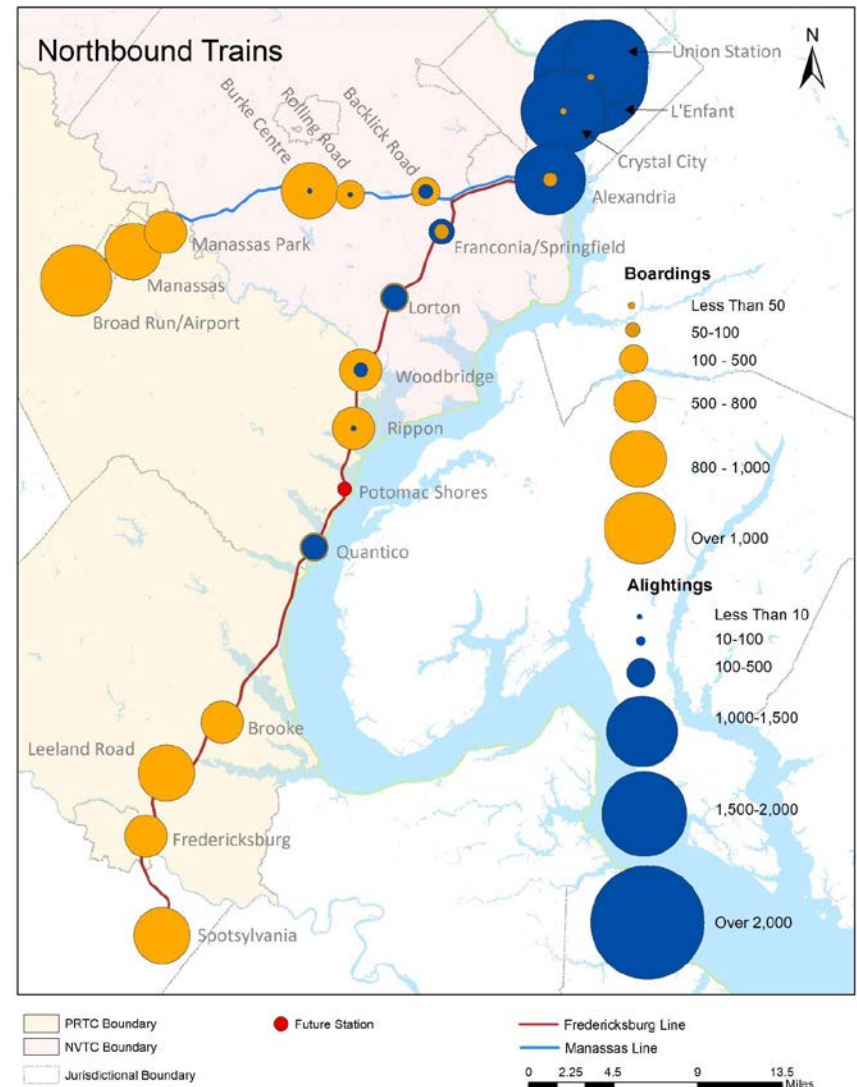 Northbound Trains
N
Union Station
L'Enfant
Crystal City
Alexandria
Burke Centre
Rolling Road
Backlick Road
Franconia/Springfield
Manassas Park
Manassas
Broad Run/Airport
Lorton
Woodbridge
Rippon
Potomac Shores
Quantico
Brooke
Leeland Road
Fredericksburg
Spotsylvania
Boardings
Less Than 50
50-100
100 - 500
500 - 800
800 - 1,000
Over 1,000
Alightings
Less Than 10
10-100
100-500
1,000-1,500
1,500-2,000
Over 2,000
PRTC Boundary
NVTC Boundary
Jurisdictional Boundary
Future Station
Fredericksburg Line
Manassas Line
0 2.25 4.5 9 13.5
Miles